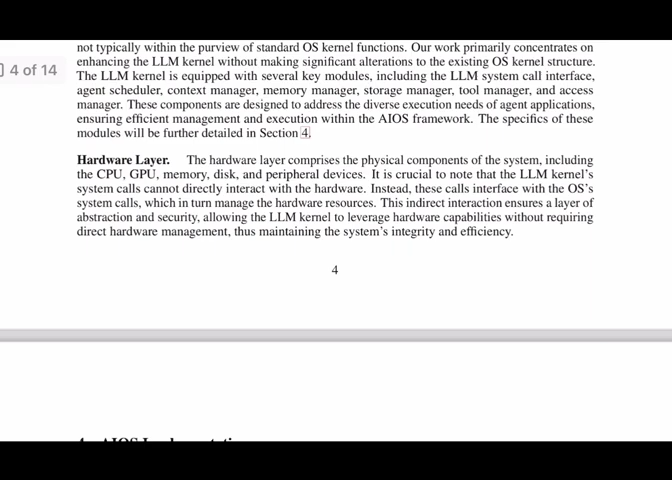 not typically within the purview of standard OS kernel functions. Our work primarily concentrates on
enhancing the LLM kernel without making significant alterations to the existing OS kernel structure.
4 of 14
The LLM kernel is equipped with several key modules, including the LLM system call interface,
agent scheduler, context manager, memory manager, storage manager, tool manager, and access
manager. These components are designed to address the diverse execution needs of agent applications,
ensuring efficient management and execution within the AIOS framework. The specifics of these
modules will be further detailed in Section 4.
Hardware Layer. The hardware layer comprises the physical components of the system, including
the CPU, GPU, memory, disk, and peripheral devices. It is crucial to note that the LLM kernel's
system calls cannot directly interact with the hardware. Instead, these calls interface with the OS's
system calls, which in turn manage the hardware resources. This indirect interaction ensures a layer of
abstraction and security, allowing the LLM kernel to leverage hardware capabilities without requiring
direct hardware management, thus maintaining the system's integrity and efficiency.
4